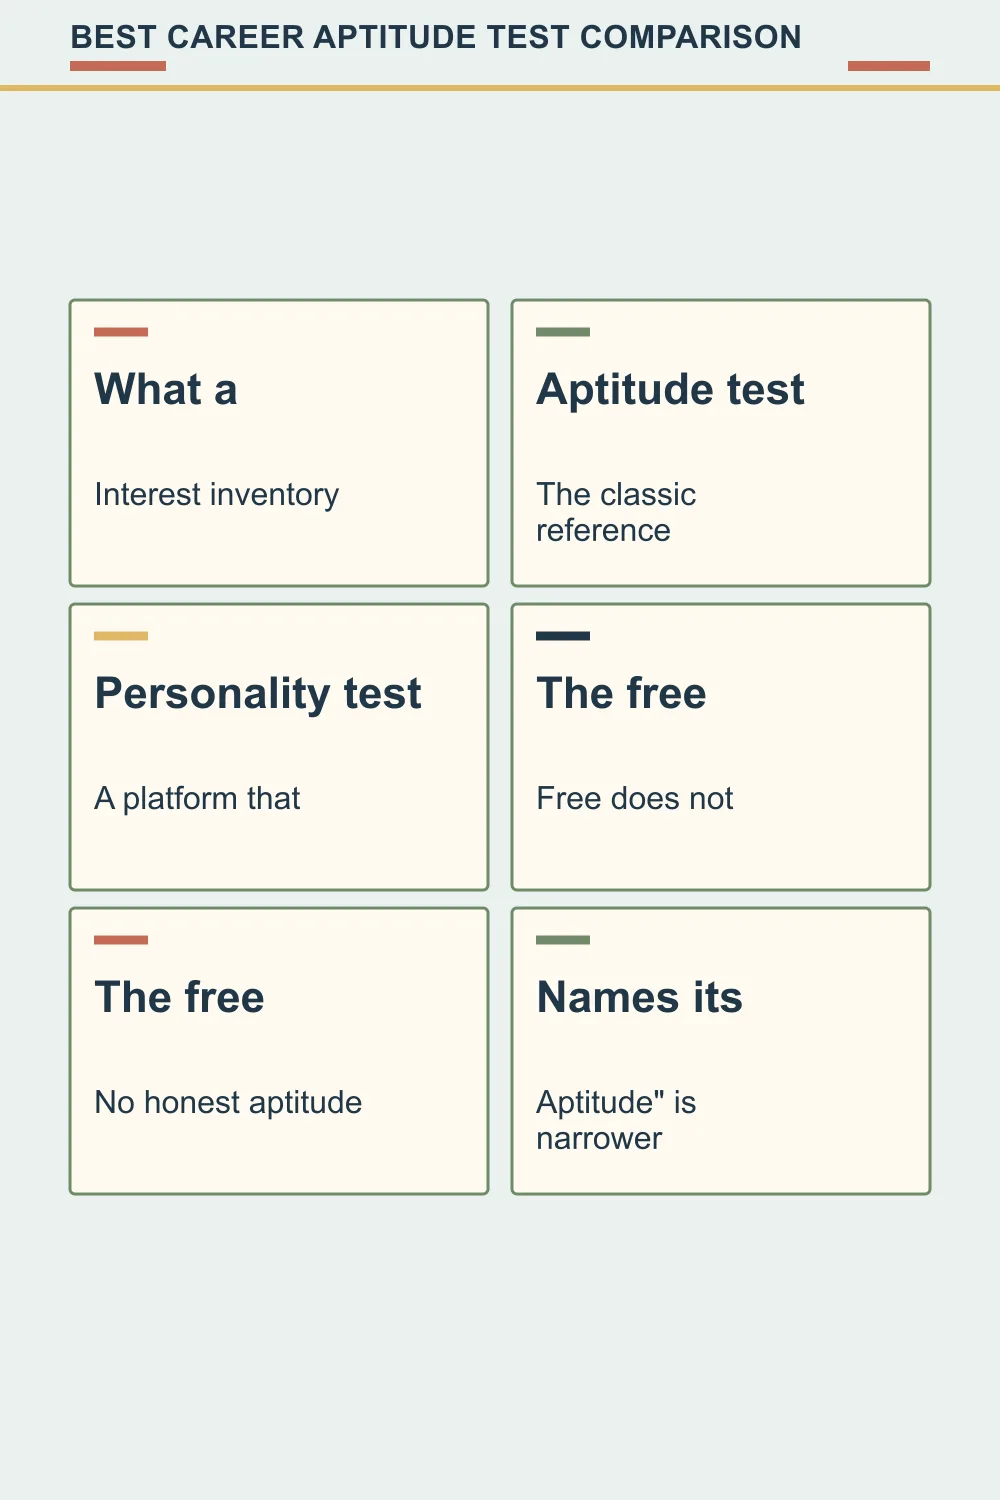 BEST CAREER APTITUDE TEST COMPARISON
What a
Interest inventory
Aptitude test
The classic
reference
Personality test
A platform that
The free
Free does not
The free
No honest aptitude
Names its
Aptitude" is
narrower